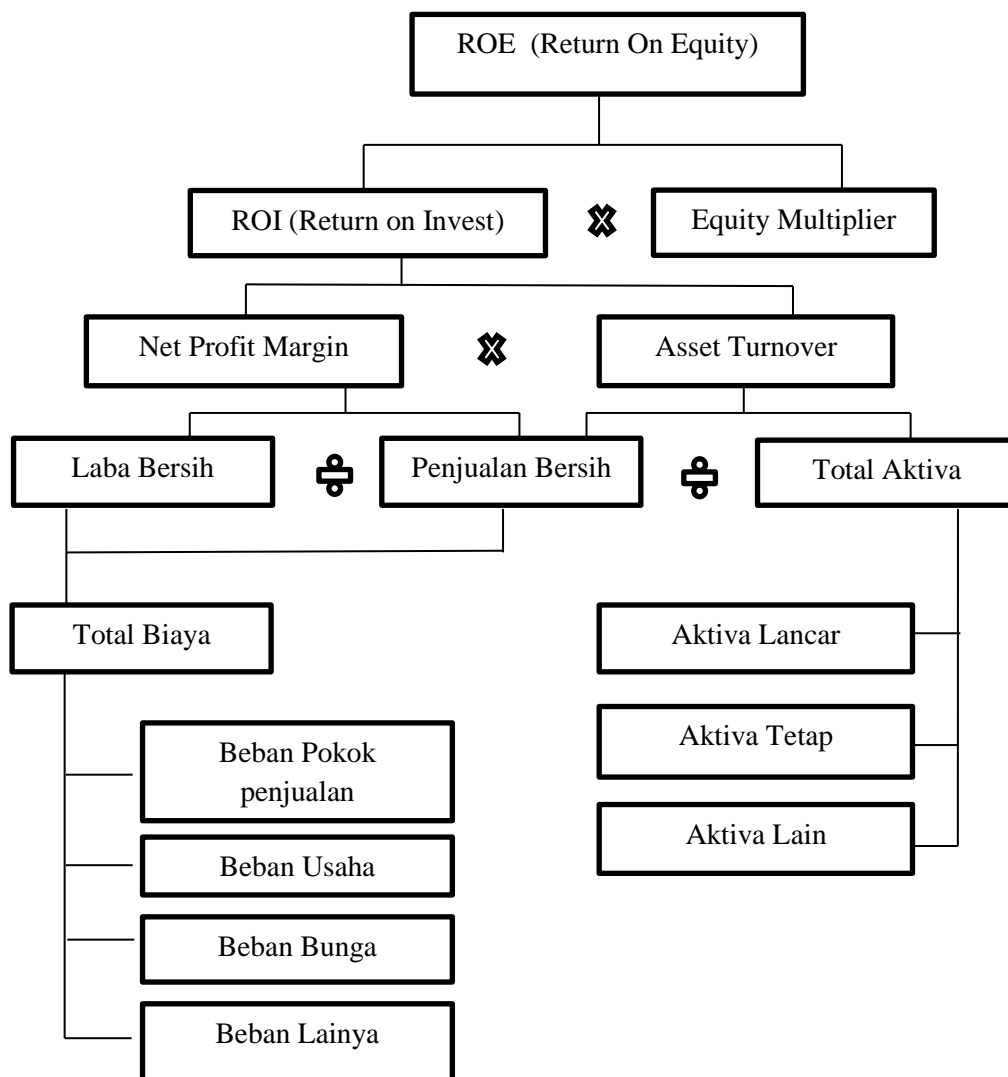 ROE  (Return On Equity)
ROI (Return on Invest)
Equity Multiplier
Net Profit Margin
Asset Turnover
Laba Bersih
Penjualan Bersih
Total Aktiva
Total Biaya
Aktiva Lancar
Aktiva Tetap
Aktiva Lain
Beban Pokok
penjualan
Beban Usaha
Beban Bunga
Beban Lainya